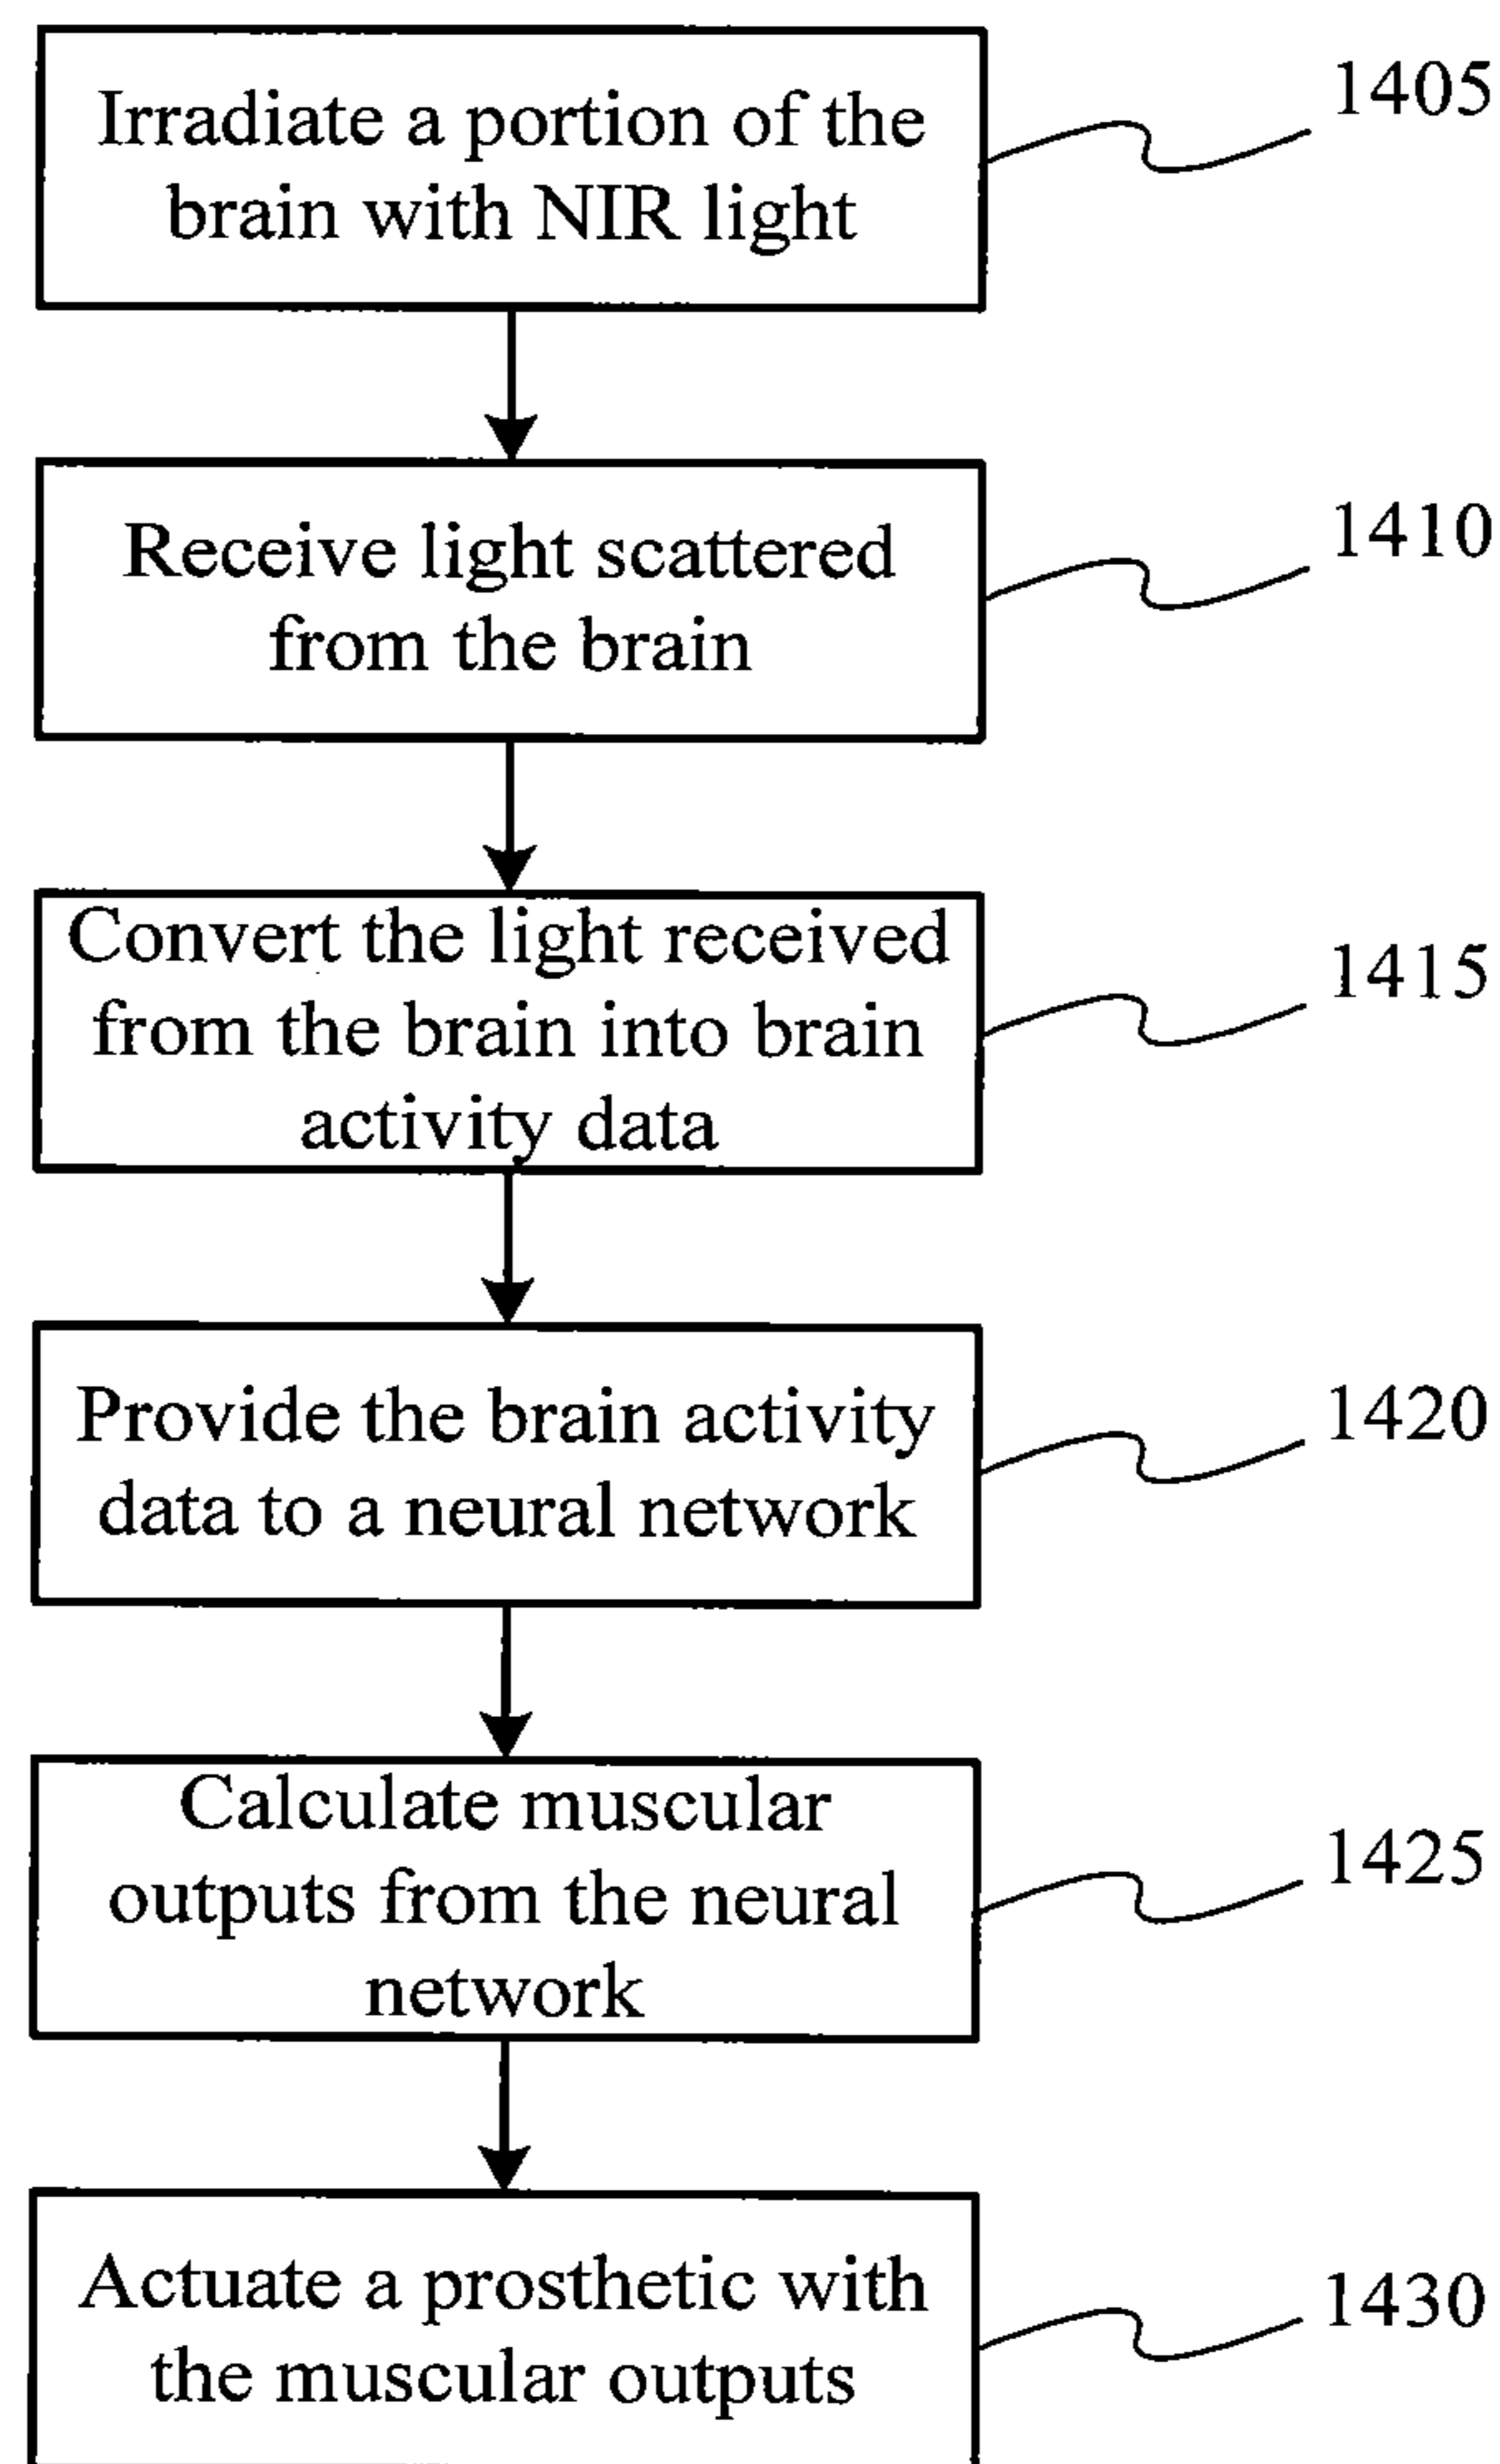 Irradiate a portion of the
brain with NIR light
1405
Receive light scattered
from the brain
1410
Convert the light received
from the brain into brain
activity data
1415
Provide the brain activity
data to a neural network
1420
Calculate muscular
outputs from the neural
network
1425
Actuate a prosthetic with
the muscular outputs
1430